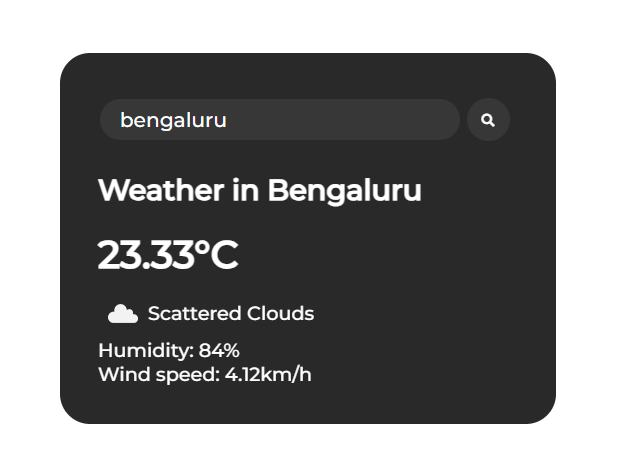 bengaluru
Weather in Bengaluru
23.33°C
Scattered Clouds
Humidity: 84%
Wind speed: 4.12km/h